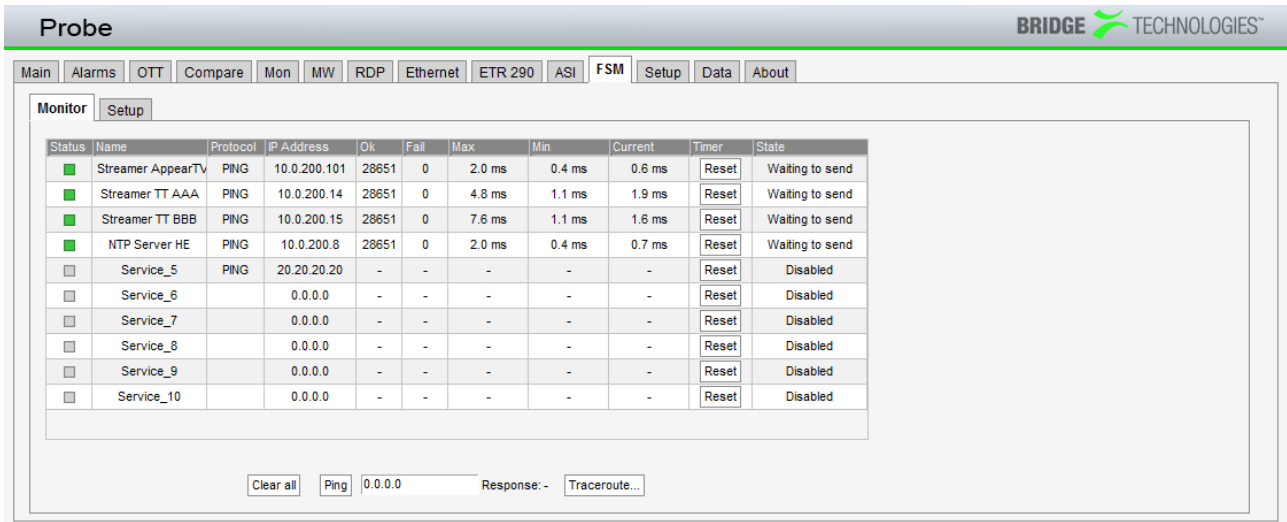 Probe
BRIDGE TECHNOLOGIES™
Main Alarms OTT Compare Mon MW RDP Ethernet ETR 290 ASI FSM Setup Data About
Monitor Setup
Status Name Protocol IP Address Ok Fail Max Min Current Timer State
Streamer AppearTV PING 10.0.200.101 28651 0 2.0 ms 0.4 ms 0.6 ms Reset Waiting to send
Streamer TT AAA PING 10.0.200.14 28651 0 4.8 ms 1.1 ms 1.9 ms Reset Waiting to send
Streamer TT BBB PING 10.0.200.15 28651 0 7.6 ms 1.1 ms 1.6 ms Reset Waiting to send
NTP Server HE PING 10.0.200.8 28651 0 2.0 ms 0.4 ms 0.7 ms Reset Waiting to send
Service_5 PING 20.20.20.20 - - - - - Reset Disabled
Service_6 0.0.0.0 - - - - - Reset Disabled
Service_7 0.0.0.0 - - - - - Reset Disabled
Service_8 0.0.0.0 - - - - - Reset Disabled
Service_9 0.0.0.0 - - - - - Reset Disabled
Service_10 0.0.0.0 - - - - - Reset Disabled
Clear all Ping 0.0.0.0 Response: - Traceroute...